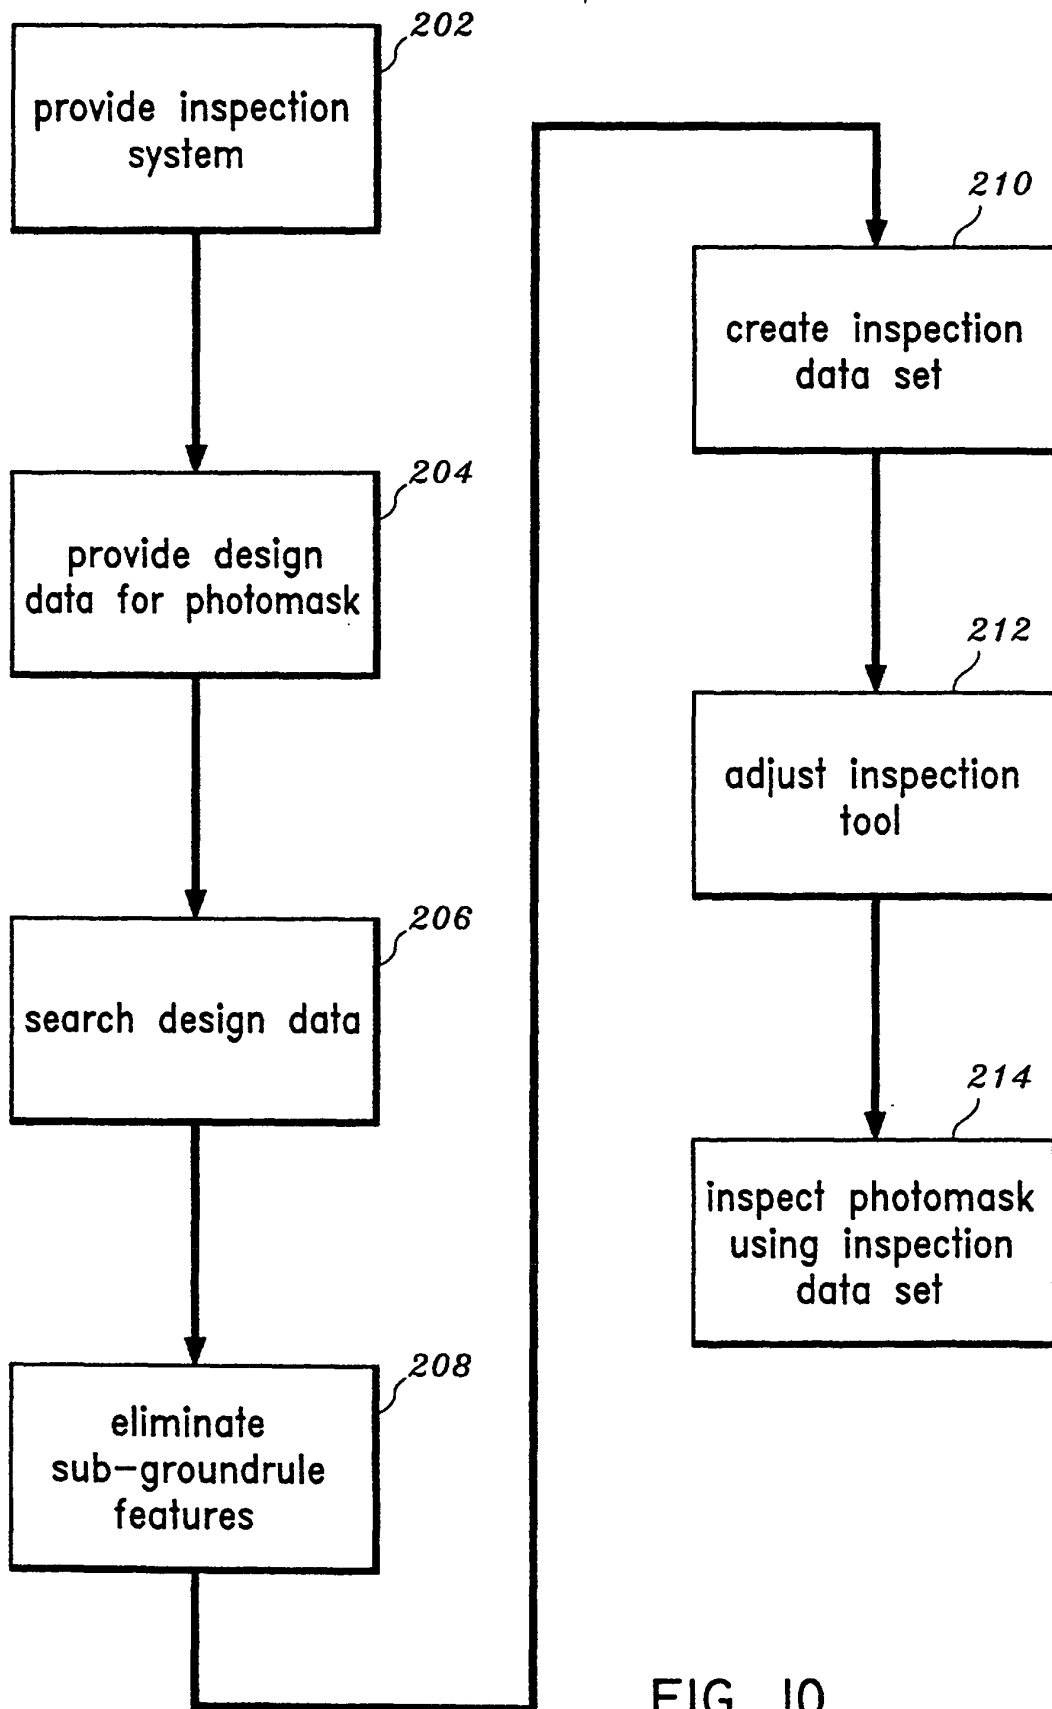 202
provide inspection
system
204
provide design
data for photomask
206
search design data
208
eliminate
sub-groundrule
features
210
create inspection
data set
212
adjust inspection
tool
214
inspect photomask
using inspection
data set
FIG. 10